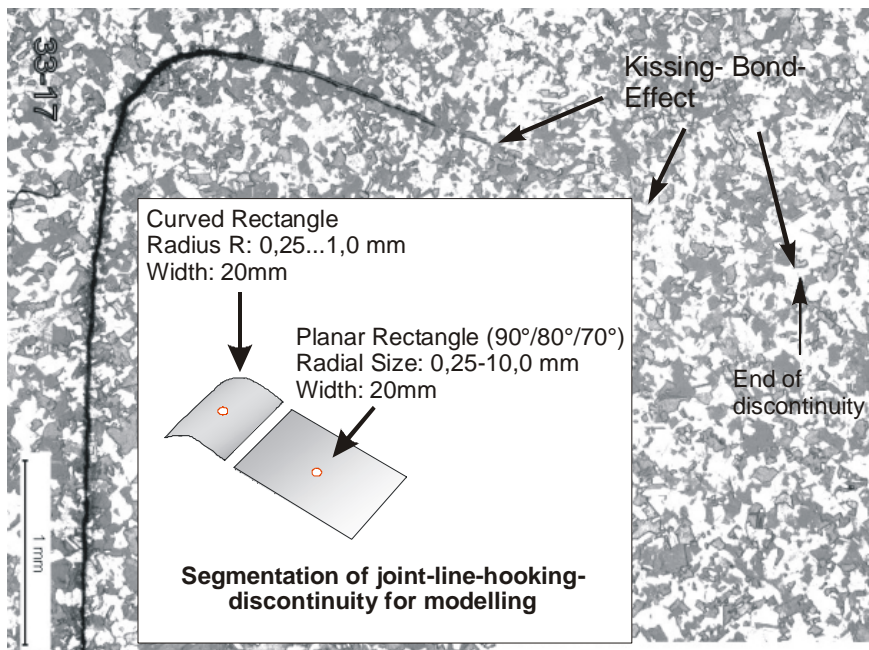 33-17
Kissing- Bond-
Effect
Curved Rectangle
Radius R: 0,25...1,0 mm
Width: 20mm
Planar Rectangle (90°/80°/70°)
Radial Size: 0,25-10,0 mm
Width: 20mm
End of
discontinuity
Segmentation of joint-line-hooking-
discontinuity for modelling
1 mm